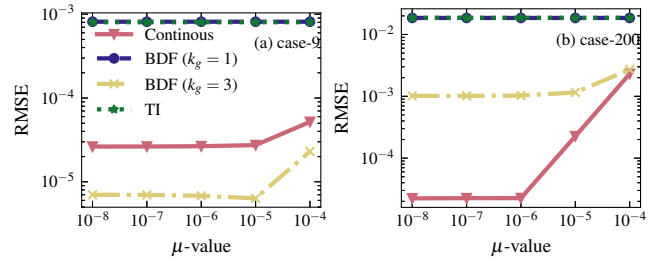 10⁻³
10⁻⁴
10⁻⁵
RMSE
Continous
BDF (k_g = 1)
BDF (k_g = 3)
TI
(a) case-9
10⁻⁸ 10⁻⁷ 10⁻⁶ 10⁻⁵ 10⁻⁴
μ-value
10⁻²
10⁻³
10⁻⁴
RMSE
(b) case-200
10⁻⁸ 10⁻⁷ 10⁻⁶ 10⁻⁵ 10⁻⁴
μ-value